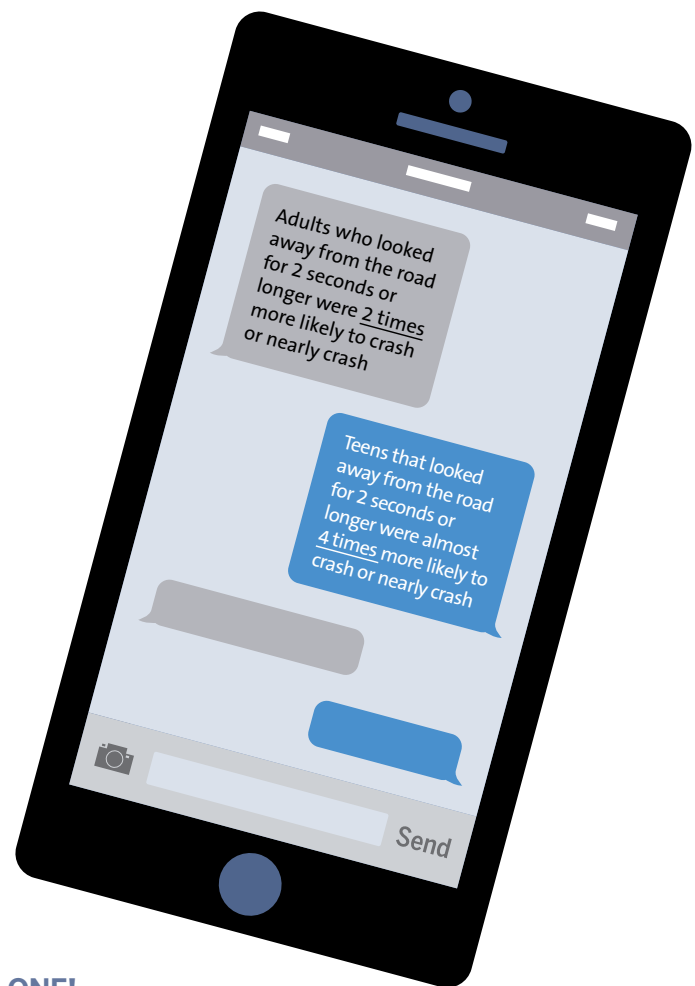 Adults who looked
away from the road
for 2 seconds or
longer were 2 times
more likely to crash
or nearly crash
Teens that looked
away from the road
for 2 seconds or
longer were almost
4 times more likely to
crash or nearly crash
Send
ONE!